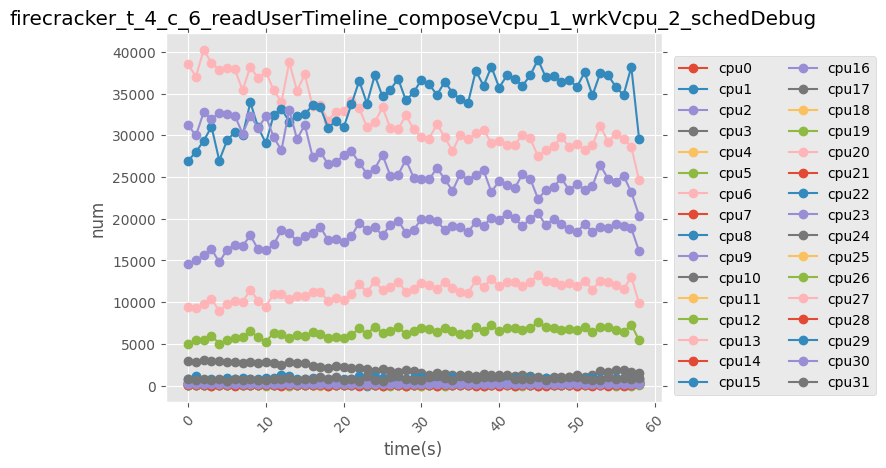 firecracker_t_4_c_6_readUserTimeline_composeVcpu_1_wrkVcpu_2_schedDebug
40000
35000
30000
25000
20000
15000
10000
5000
0
num
0 10 20 30 40 50 60
time(s)
cpu0 cpu16
cpu1 cpu17
cpu2 cpu18
cpu3 cpu19
cpu4 cpu20
cpu5 cpu21
cpu6 cpu22
cpu7 cpu23
cpu8 cpu24
cpu9 cpu25
cpu10 cpu26
cpu11 cpu27
cpu12 cpu28
cpu13 cpu29
cpu14 cpu30
cpu15 cpu31